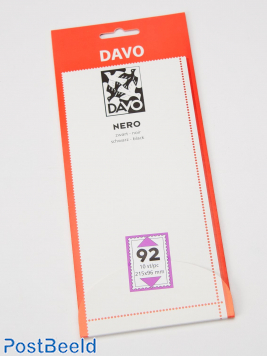 DAVO
DAVO
NERO
zwart - noir
schwarz - black
92
10 strips
215x96 mm
PostBeeld